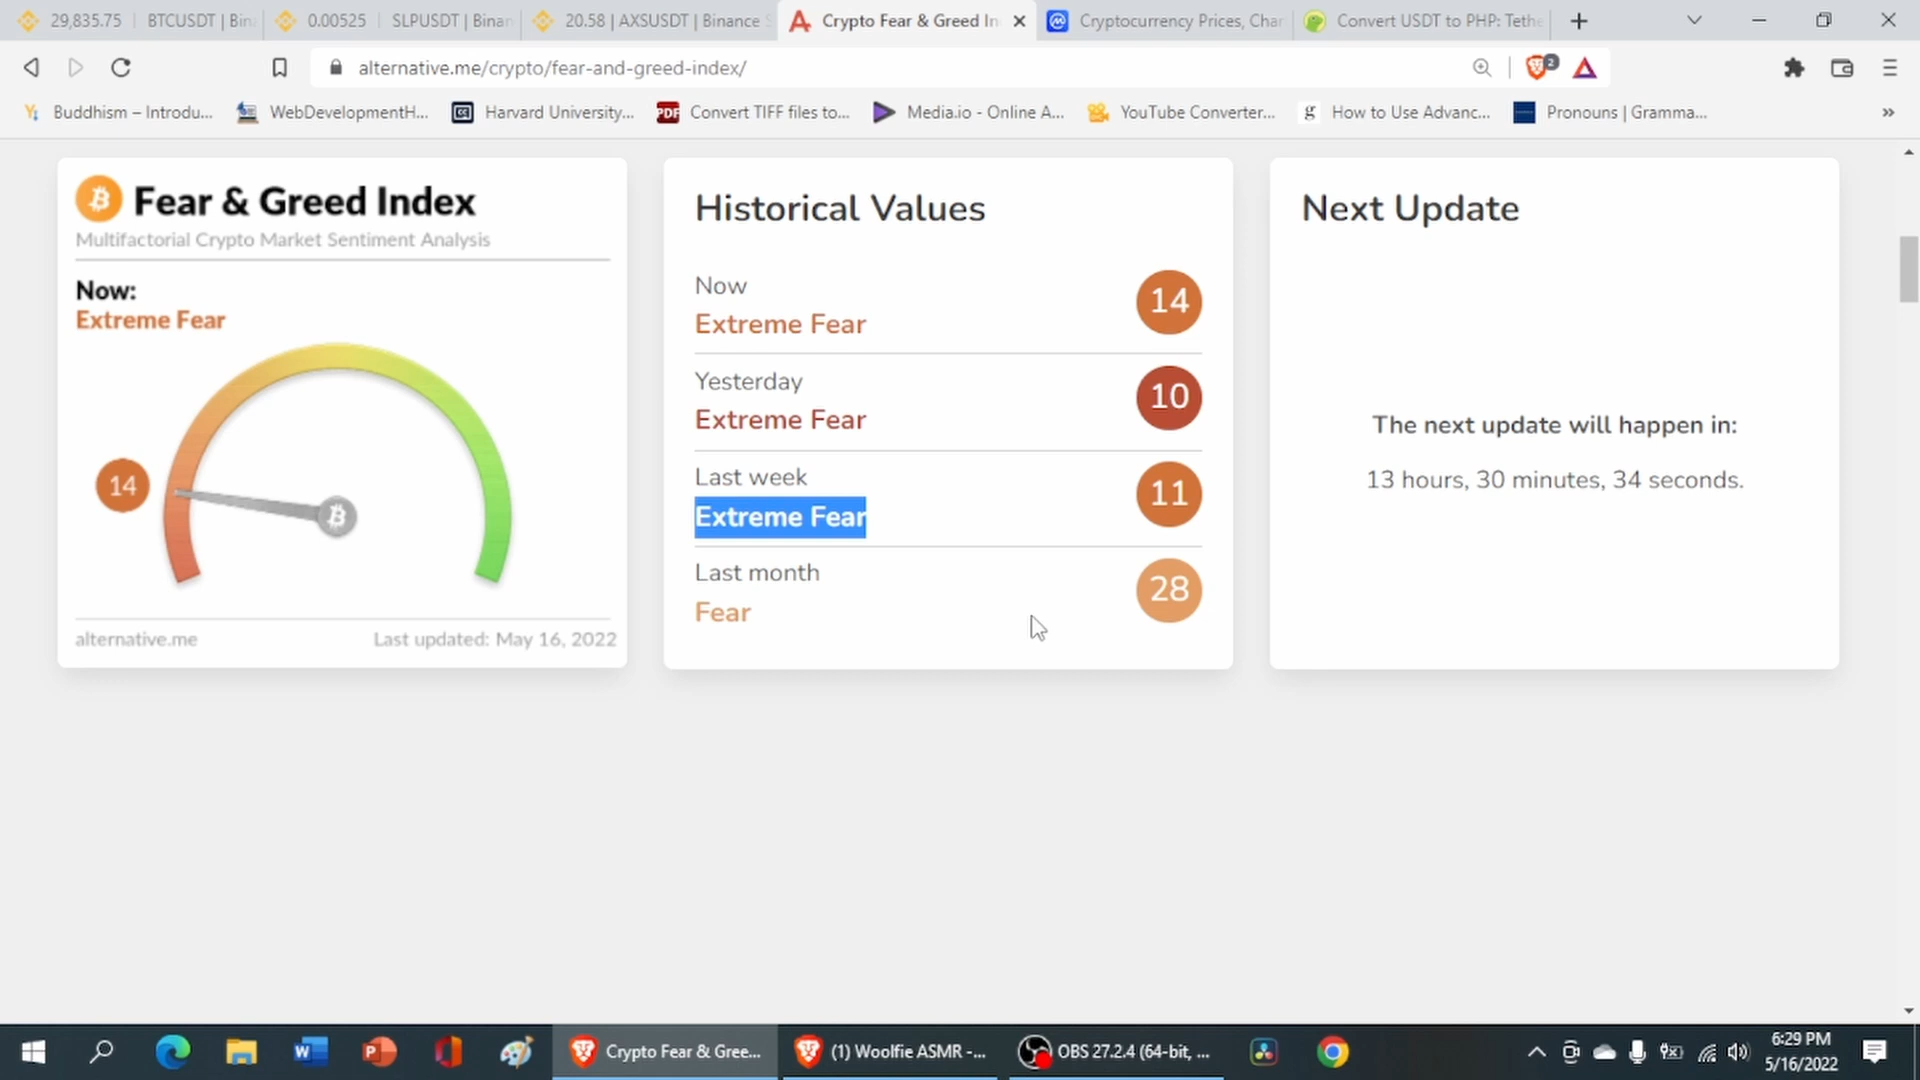 29,835.75 | BTCUSDT | Bin
0.00525 | SLPUSDT | Binan
20.58 | AXSUSDT | Binance S
Crypto Fear & Greed In
Cryptocurrency Prices, Char
Convert USDT to PHP: Tethe
alternative.me/crypto/fear-and-greed-index/
2
Buddhism – Introdu...
WebDevelopmentH...
Harvard University...
PDF
Convert TIFF files to...
Media.io - Online A...
YouTube Converter...
g
How to Use Advanc...
Pronouns | Gramma...
»
Fear & Greed Index
Multifactorial Crypto Market Sentiment Analysis
Now:
Extreme Fear
14
alternative.me
Last updated: May 16, 2022
Historical Values
Now
Extreme Fear
14
Yesterday
Extreme Fear
10
Last week
Extreme Fear
11
Last month
Fear
28
Next Update
The next update will happen in:
13 hours, 30 minutes, 34 seconds.
Crypto Fear & Gree...
(1) Woolfie ASMR -...
OBS 27.2.4 (64-bit, ...
6:29 PM
5/16/2022